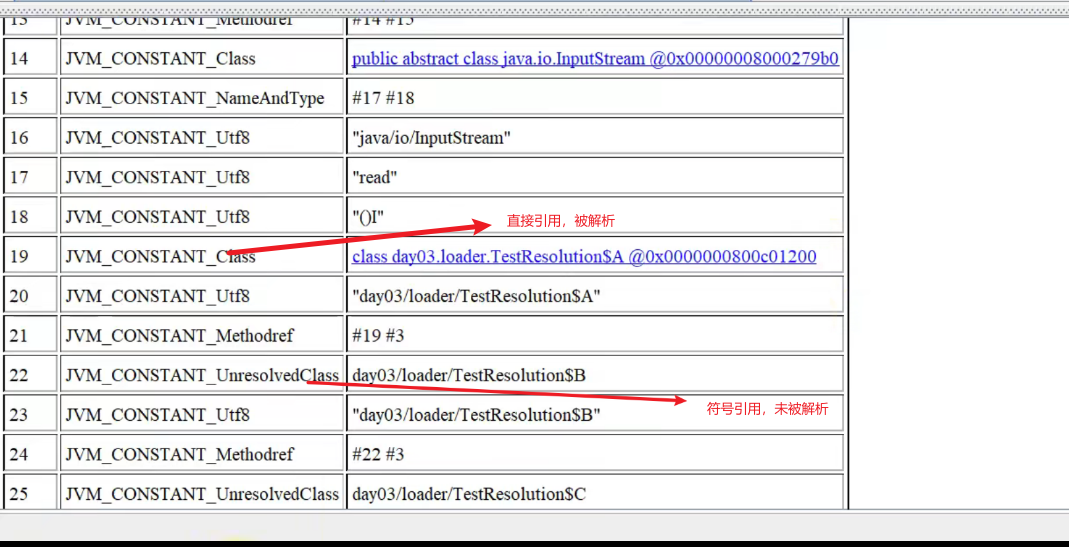 13 JVM_CONSTANT_Methodref #14 #15
14 JVM_CONSTANT_Class public abstract class java.io.InputStream @0x00000008000279b0
15 JVM_CONSTANT_NameAndType #17 #18
16 JVM_CONSTANT_Utf8 "java/io/InputStream"
17 JVM_CONSTANT_Utf8 "read"
18 JVM_CONSTANT_Utf8 "()I"
直接引用，被解析
19 JVM_CONSTANT_Class class day03.loader.TestResolution$A @0x0000000800c01200
20 JVM_CONSTANT_Utf8 "day03/loader/TestResolution$A"
21 JVM_CONSTANT_Methodref #19 #3
22 JVM_CONSTANT_UnresolvedClass day03/loader/TestResolution$B
23 JVM_CONSTANT_Utf8 "day03/loader/TestResolution$B"
符号引用，未被解析
24 JVM_CONSTANT_Methodref #22 #3
25 JVM_CONSTANT_UnresolvedClass day03/loader/TestResolution$C